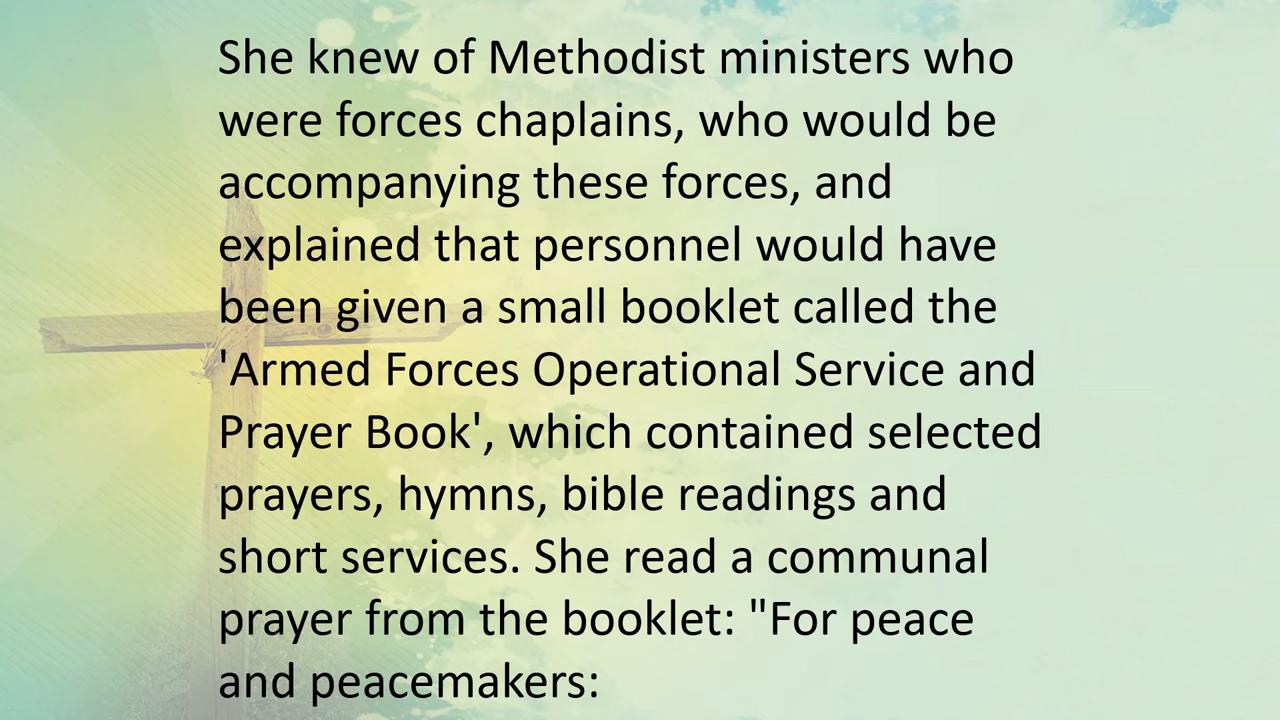 She knew of Methodist ministers who
were forces chaplains, who would be
accompanying these forces, and
explained that personnel would have
been given a small booklet called the
'Armed Forces Operational Service and
Prayer Book', which contained selected
prayers, hymns, bible readings and
short services. She read a communal
prayer from the booklet: "For peace
and peacemakers: